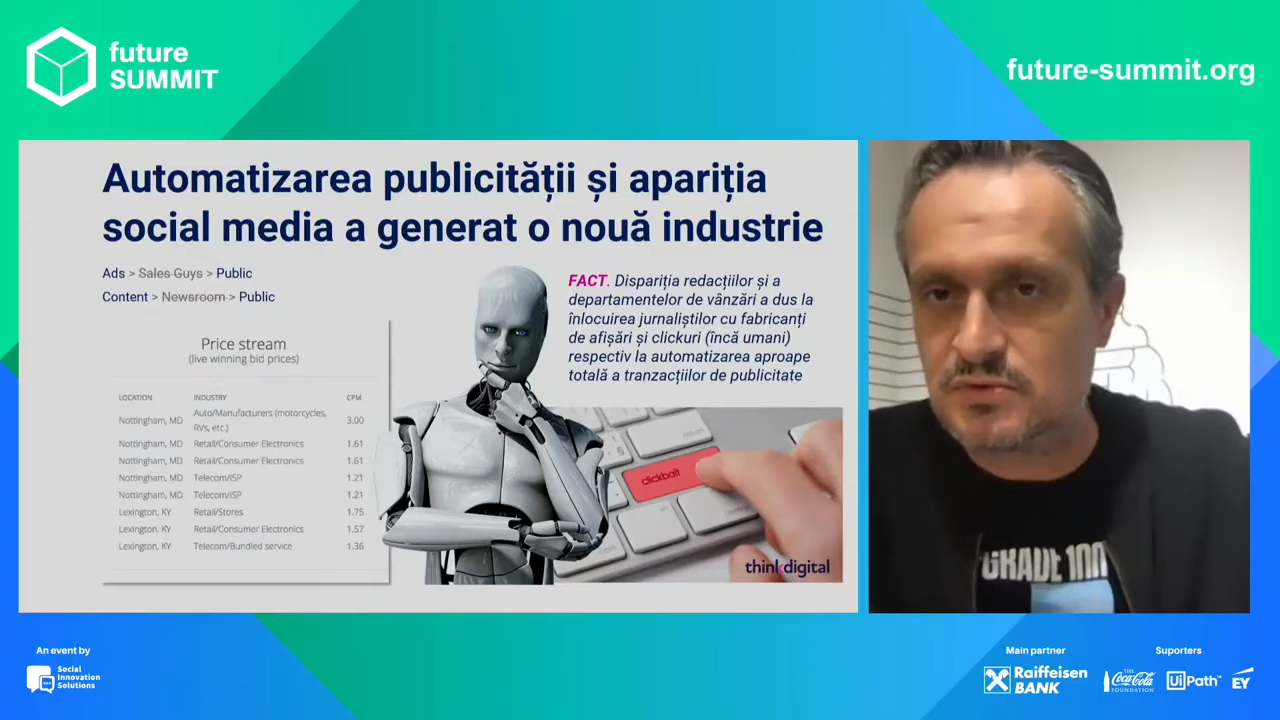 future
SUMMIT
future-summit.org
Automatizarea publicității și apariția
social media a generat o nouă industrie
Ads > Sales Guys > Public
Content > Newsroom > Public
FACT. Dispariția redacțiilor și a
departamentelor de vânzări a dus la
înlocuirea jurnaliștilor cu fabricanți
de afișări și clickuri (încă umani)
respectiv la automatizarea aproape
totală a tranzacțiilor de publicitate
Price stream
(live winning bid prices)
LOCATION INDUSTRY CPM
Nottingham, MD Auto/Manufacturers (motorcycles, RVs, etc.) 3.00
Nottingham, MD Retail/Consumer Electronics 1.61
Nottingham, MD Retail/Consumer Electronics 1.61
Nottingham, MD Telecom/ISP 1.21
Nottingham, MD Telecom/ISP 1.21
Lexington, KY Retail/Stores 1.75
Lexington, KY Retail/Consumer Electronics 1.57
Lexington, KY Telecom/Bundled service 1.36
clickbait
thinkdigital
An event by
Social
Innovation
Solutions
Main partner
Raiffeisen
BANK
Suporters
THE
Coca-Cola
FOUNDATION
UiPath
EY